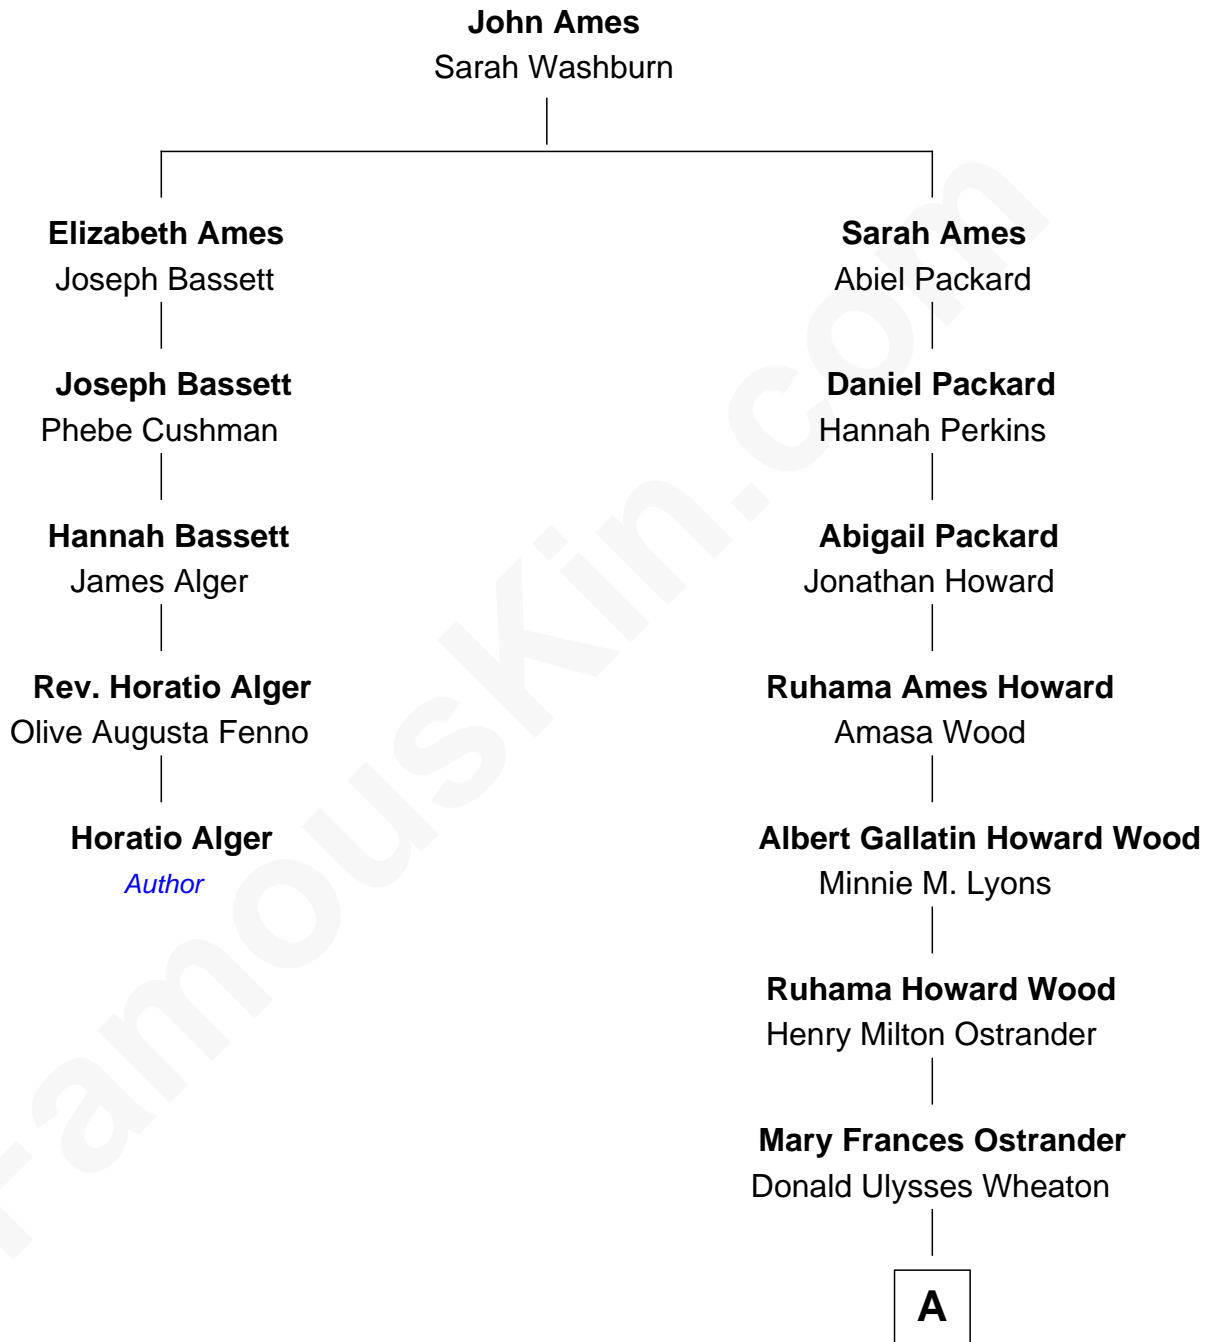 John Ames
Sarah Washburn
Elizabeth Ames
Joseph Bassett
Sarah Ames
Abiel Packard
Joseph Bassett
Phebe Cushman
Daniel Packard
Hannah Perkins
Hannah Bassett
James Alger
Abigail Packard
Jonathan Howard
Rev. Horatio Alger
Olive Augusta Fenno
Ruhama Ames Howard
Amasa Wood
Horatio Alger
Author
Albert Gallatin Howard Wood
Minnie M. Lyons
Ruhama Howard Wood
Henry Milton Ostrander
Mary Frances Ostrander
Donald Ulysses Wheaton
A
FamousKin.com